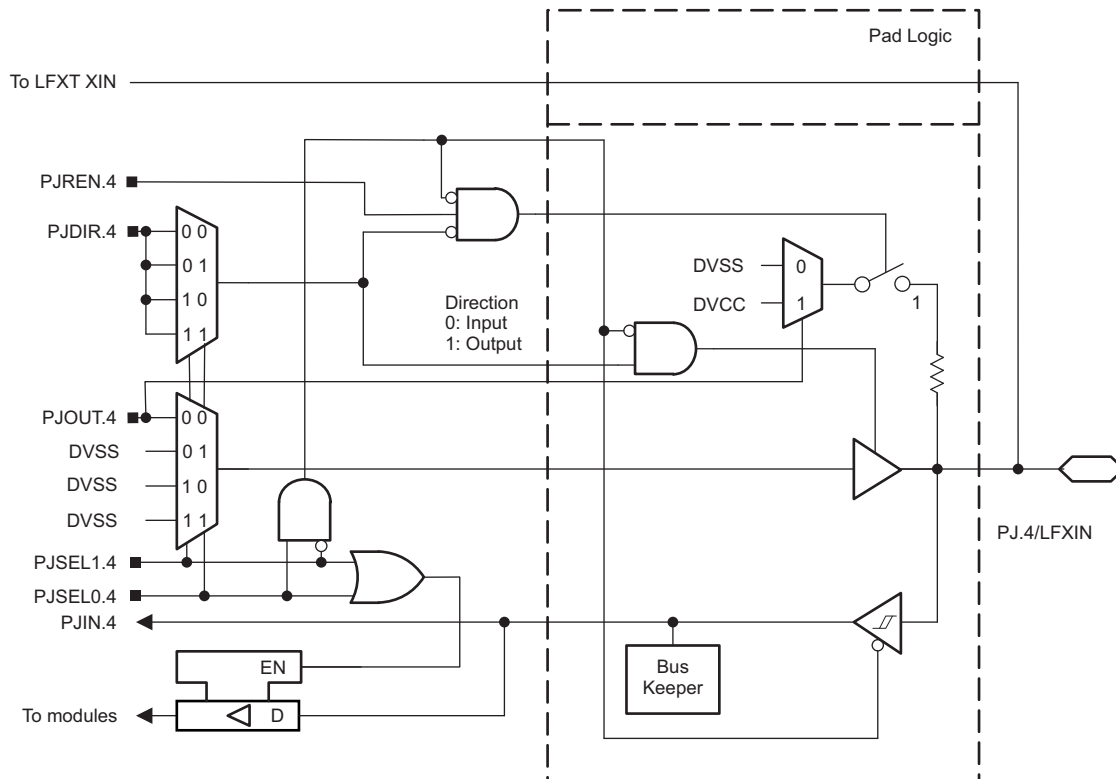 Pad Logic
To LFXT XIN
PJREN.4
PJDIR.4
0 0
0 1
1 0
1 1
Direction
0: Input
1: Output
DVSS
0
DVCC
1
1
PJOUT.4
0 0
DVSS
0 1
DVSS
1 0
DVSS
1 1
PJ.4/LFXIN
PJSEL1.4
PJSEL0.4
PJIN.4
EN
Bus
Keeper
To modules
D